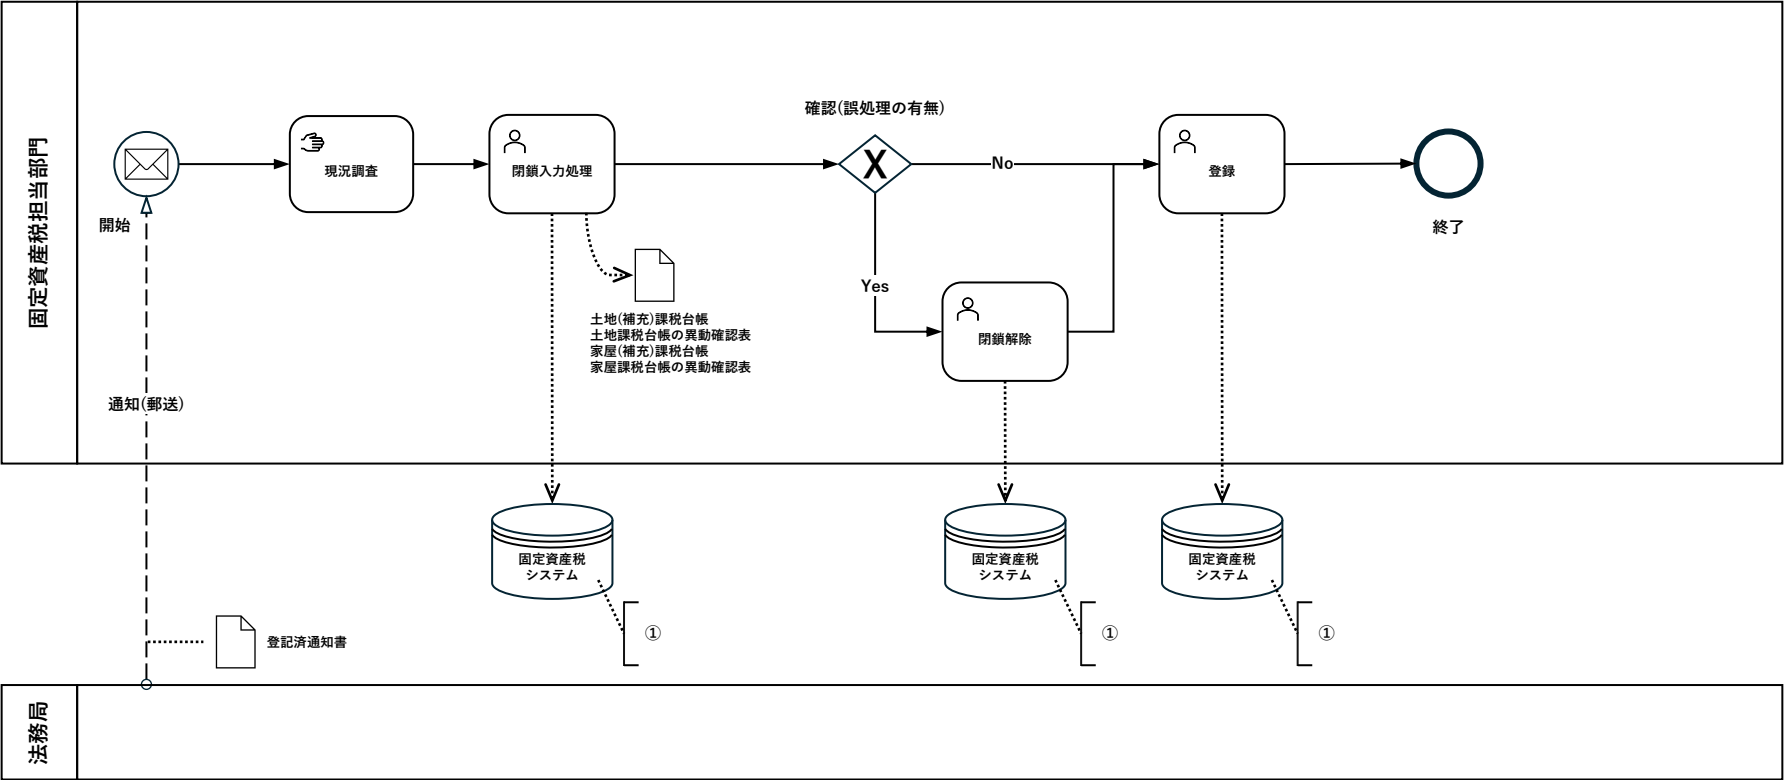 固定資産税担当部門
確認(誤処理の有無)
現況調査
閉鎖入力処理
X
No
登録
開始
終了
Yes
土地(補充)課税台帳
土地課税台帳の異動確認表
家屋(補充)課税台帳
家屋課税台帳の異動確認表
閉鎖解除
通知(郵送)
固定資産税
システム
①
固定資産税
システム
①
固定資産税
システム
①
登記済通知書
法務局